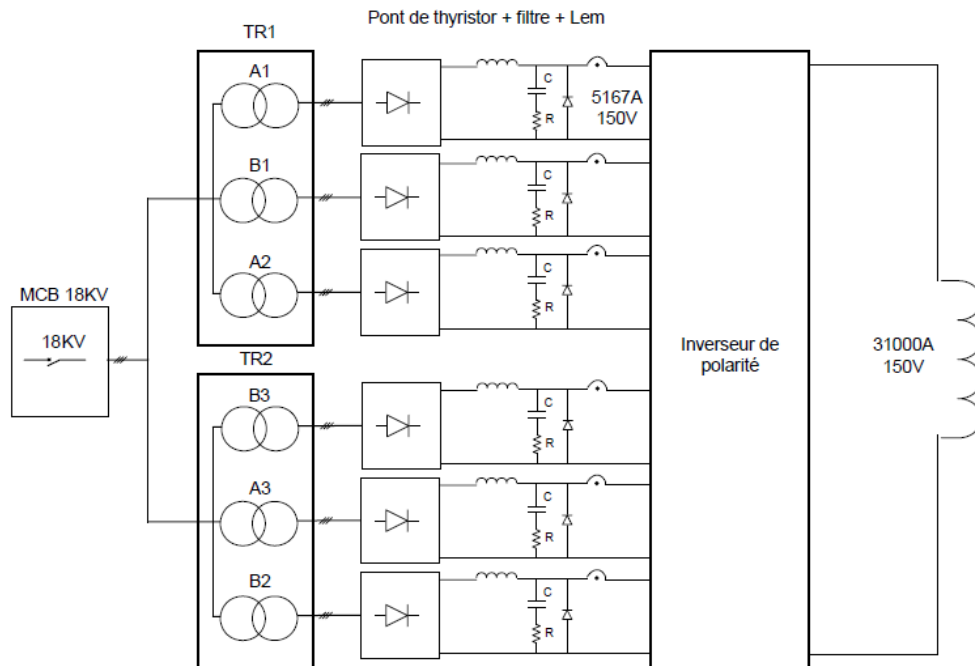 Pont de thyristor + filtre + Lem
TR1
A1
C
R
5167A
150V
B1
C
R
A2
C
R
MCB 18KV
18KV
TR2
Inverseur de
polarité
31000A
150V
B3
C
R
A3
C
R
B2
C
R